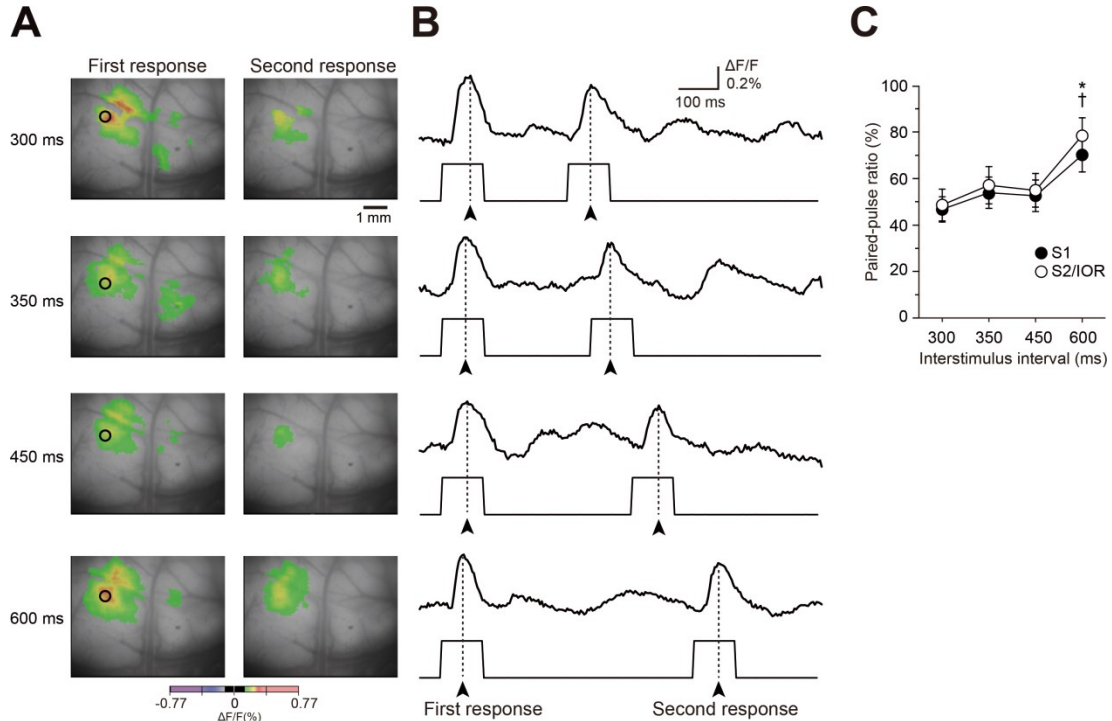 A
First response
Second response
300 ms
1 mm
350 ms
450 ms
600 ms
-0.77
0
0.77
ΔF/F(%)
B
ΔF/F
0.2%
100 ms
First response
Second response
C
*
†
Paired-pulse ratio (%)
100
80
60
40
20
0
S1
S2/IOR
300
350
450
600
Interstimulus interval (ms)